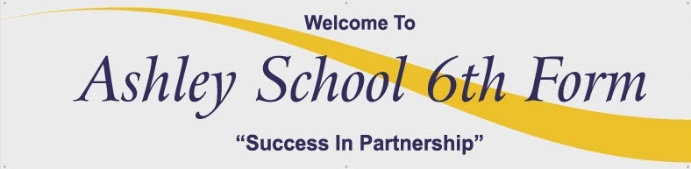 Welcome To
Ashley School 6th Form
“Success In Partnership”